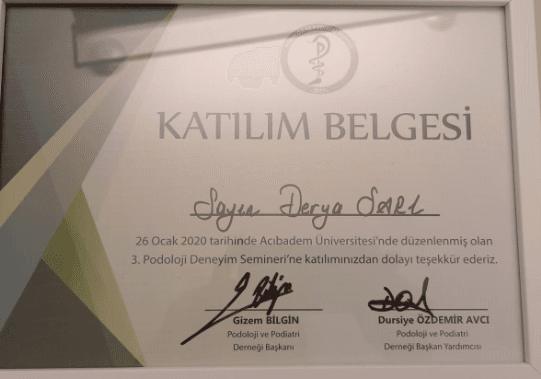 KATILIM BELGESİ
Sayın Derya SARI
26 Ocak 2020 tarihinde Acıbadem Üniversitesi'nde düzenlenmiş olan
3. Podoloji Deneyim Semineri'ne katılımınızdan dolayı teşekkür ederiz.
Gizem BİLGİN
Podoloji ve Podiatri
Derneği Başkanı
Dursiye ÖZDEMİR AVCI
Podoloji ve Podiatri
Derneği Başkan Yardımcısı